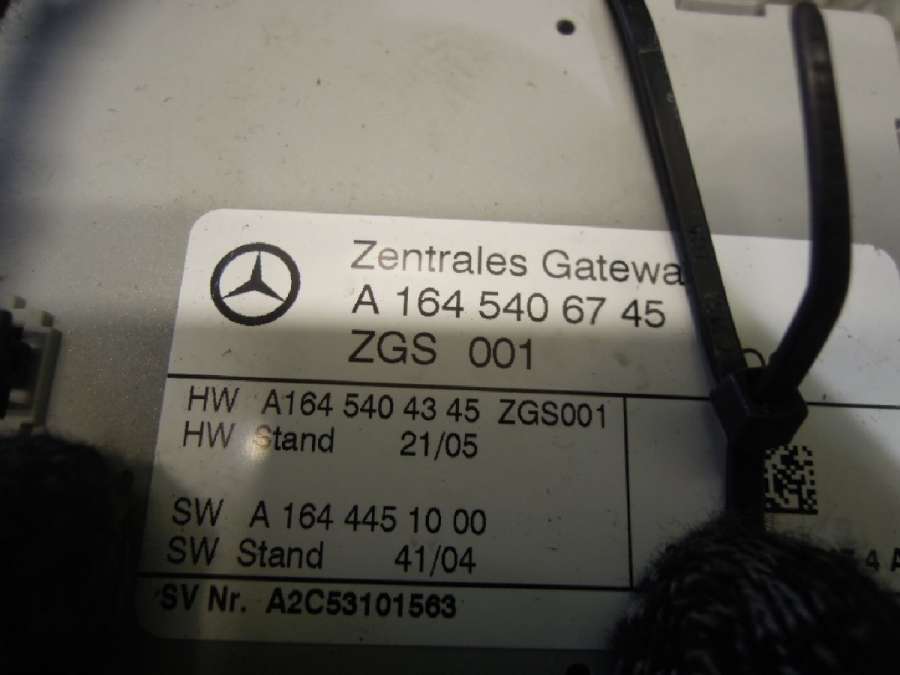 Zentrales Gatewa
A 164 540 67 45
ZGS 001
HW A164 540 43 45 ZGS001
HW Stand 21/05
SW A 164 445 10 00
SW Stand 41/04
SV Nr. A2C53101563